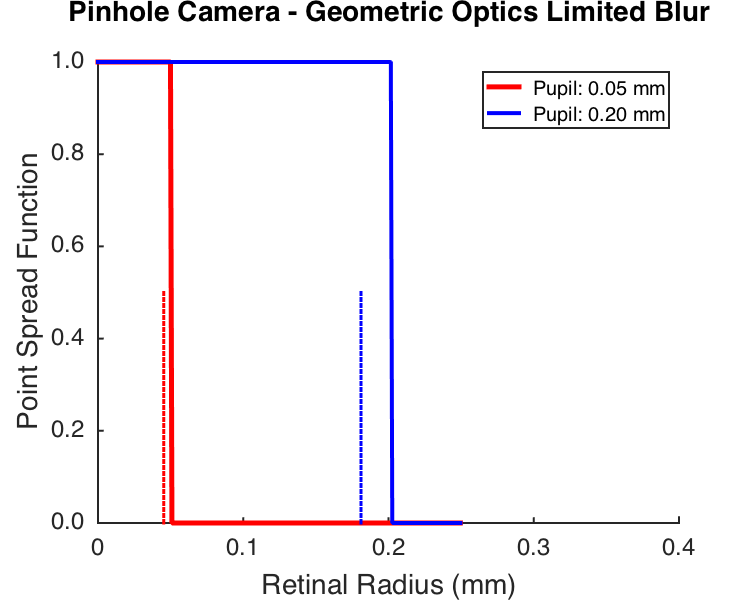 Pinhole Camera - Geometric Optics Limited Blur
1.0
0.8
0.6
0.4
0.2
0.0
Point Spread Function
Pupil: 0.05 mm
Pupil: 0.20 mm
0 0.1 0.2 0.3 0.4
Retinal Radius (mm)